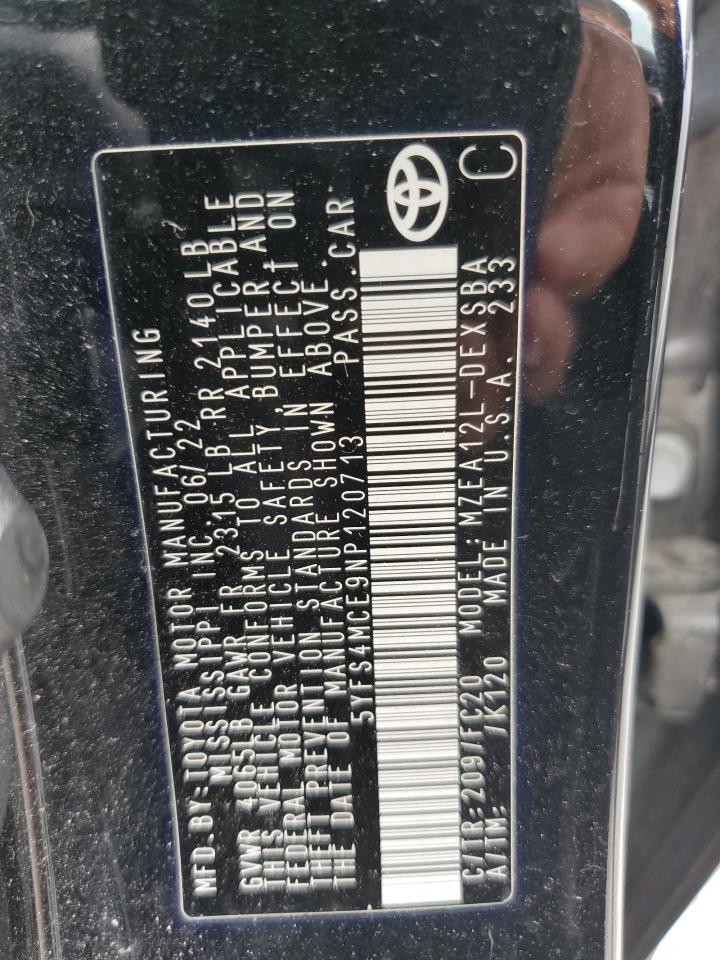 MFD.BY:TOYOTA MOTOR MANUFACTURING
MISSISSIPPI INC. 06/22
GVWR 4065LB GAWR FR 2315 LB RR 2140 LB
THIS VEHICLE CONFORMS TO ALL APPLICABLE
FEDERAL MOTOR VEHICLE SAFETY, BUMPER AND
THEFT PREVENTION STANDARDS IN EFFECT ON
THE DATE OF MANUFACTURE SHOWN ABOVE
5YFS4MCE9NP120713 PASS.CAR
C/TR:209/FC20 MODEL:MZEA12L-DEXSBA
A/TM: /K120 MADE IN U.S.A. 233
C